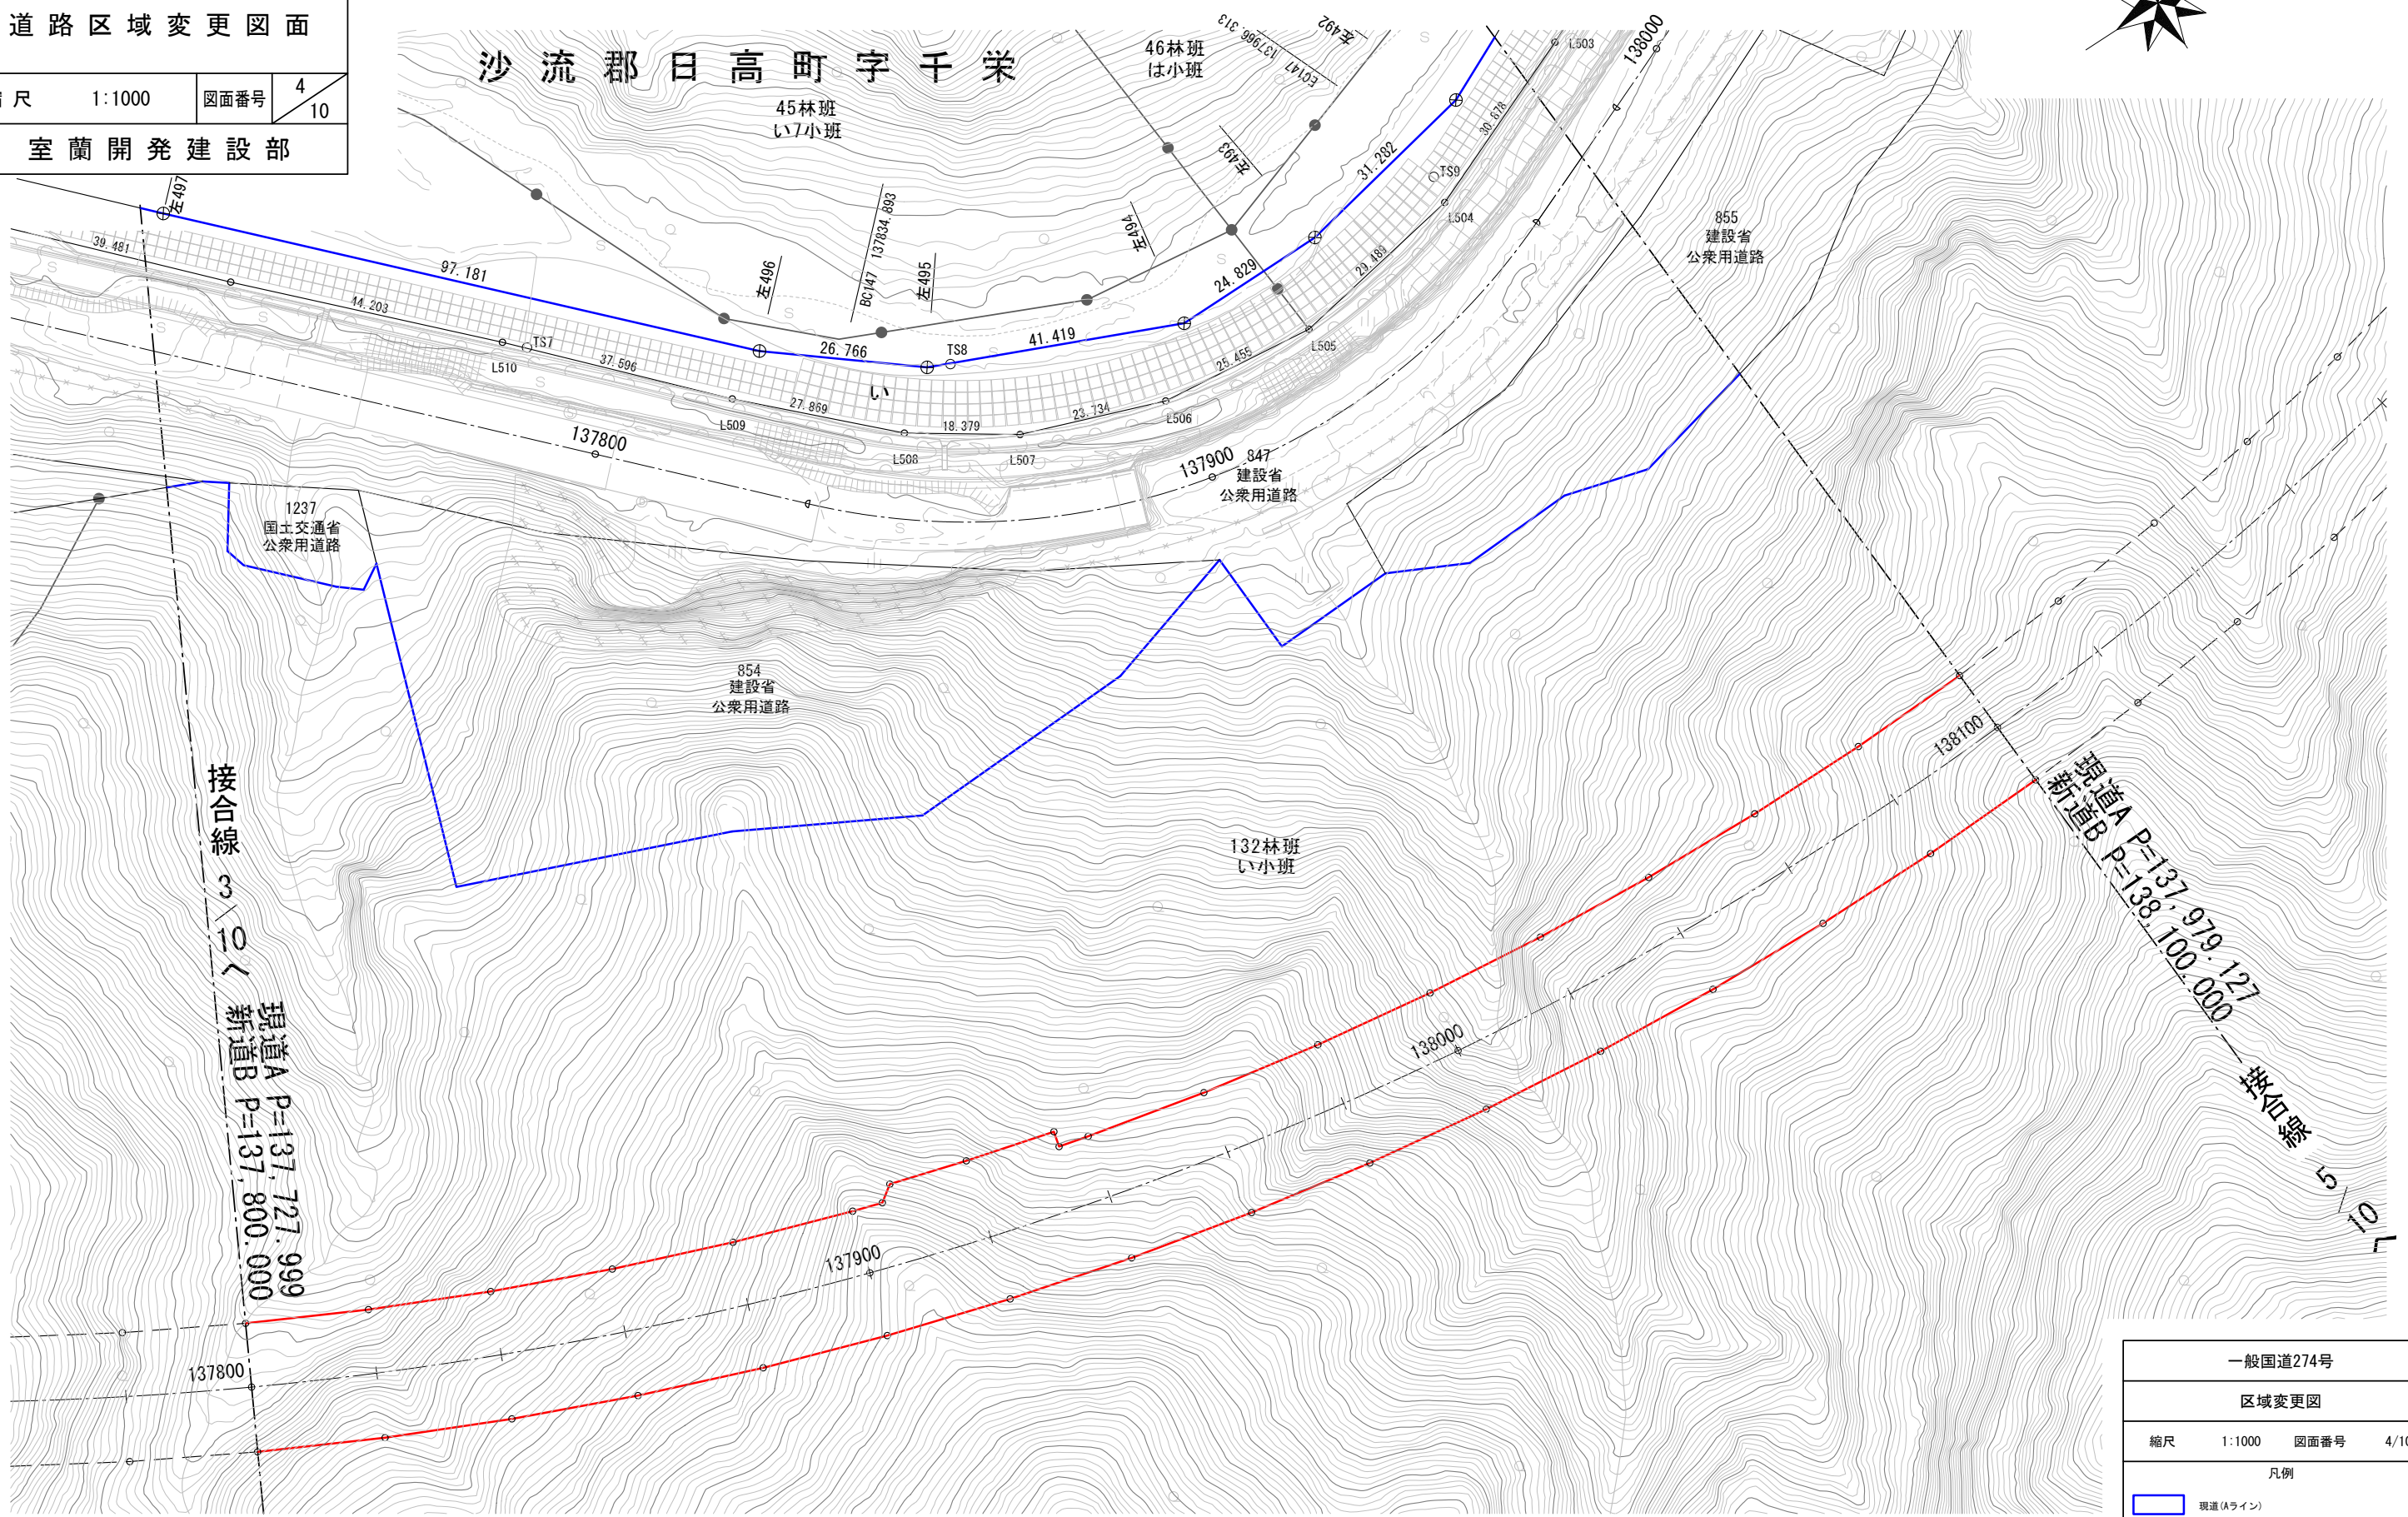 道路区域変更図面
尺 1:1000 図面番号 4/10
室蘭開発建設部
沙流郡日高町字千栄
45林班
い7小班
46林班
は小班
EC147 137966.313
左492
左493
左494
左495
左496
左497
BC147 137834.893
L503
30.878
138000
31.282
TS9
L504
29.489
24.829
L505
25.455
41.419
TS8
26.766
97.181
39.481
44.203
TS7
L510
37.596
L509
27.869
い
18.379
L508
L507
23.734
L506
137800
137900
847
建設省
公衆用道路
855
建設省
公衆用道路
1237
国土交通省
公衆用道路
854
建設省
公衆用道路
132林班
い小班
接合線 3/10へ
現道A P=137,727.999
新道B P=137,800.000
137800
137900
138000
138100
現道A P=137,979.127
新道B P=138,100.000
接合線 5/10へ
一般国道274号
区域変更図
縮尺 1:1000 図面番号 4/10
凡例
現道(Aライン)